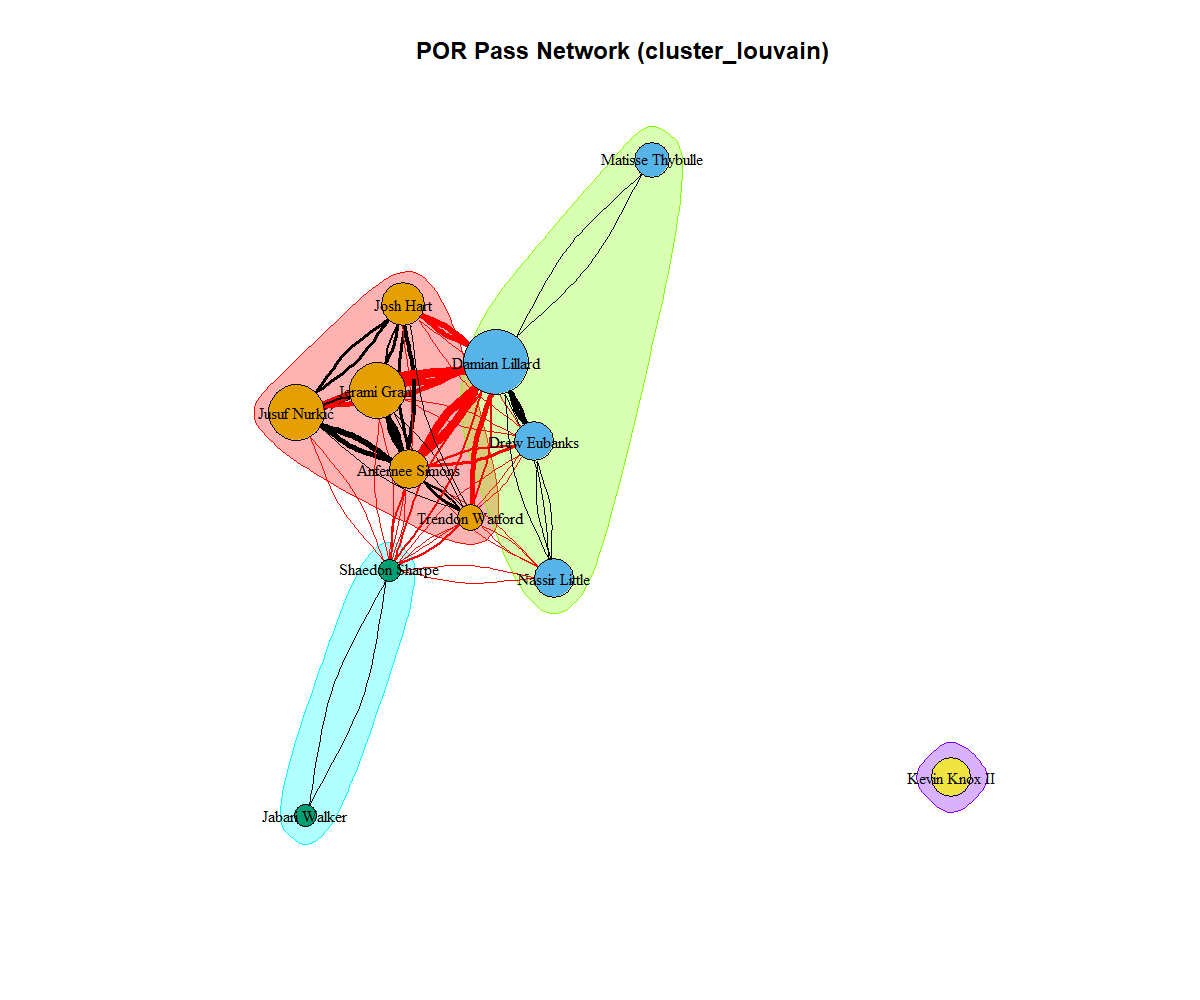 POR Pass Network (cluster_louvain)
Matisse Thybulle
Josh Hart
Damian Lillard
Jerami Grant
Jusuf Nurkić
Drew Eubanks
Anfernee Simons
Trendon Watford
Shaedon Sharpe
Nassir Little
Kevin Knox II
Jabari Walker